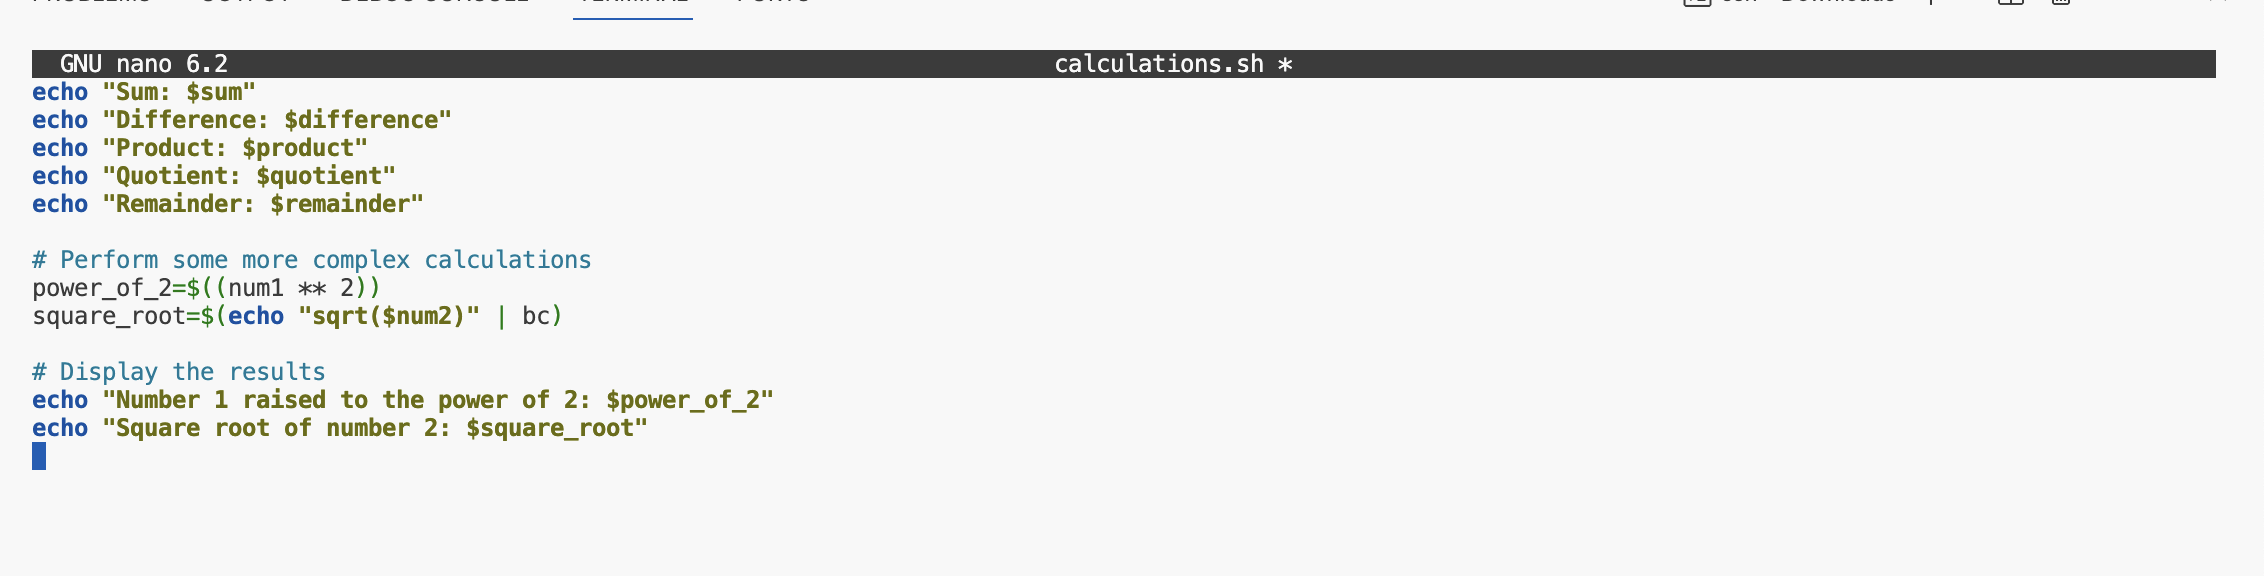 GNU nano 6.2 calculations.sh *
echo "Sum: $sum"
echo "Difference: $difference"
echo "Product: $product"
echo "Quotient: $quotient"
echo "Remainder: $remainder"
# Perform some more complex calculations
power_of_2=$((num1 ** 2))
square_root=$(echo "sqrt($num2)" | bc)
# Display the results
echo "Number 1 raised to the power of 2: $power_of_2"
echo "Square root of number 2: $square_root"